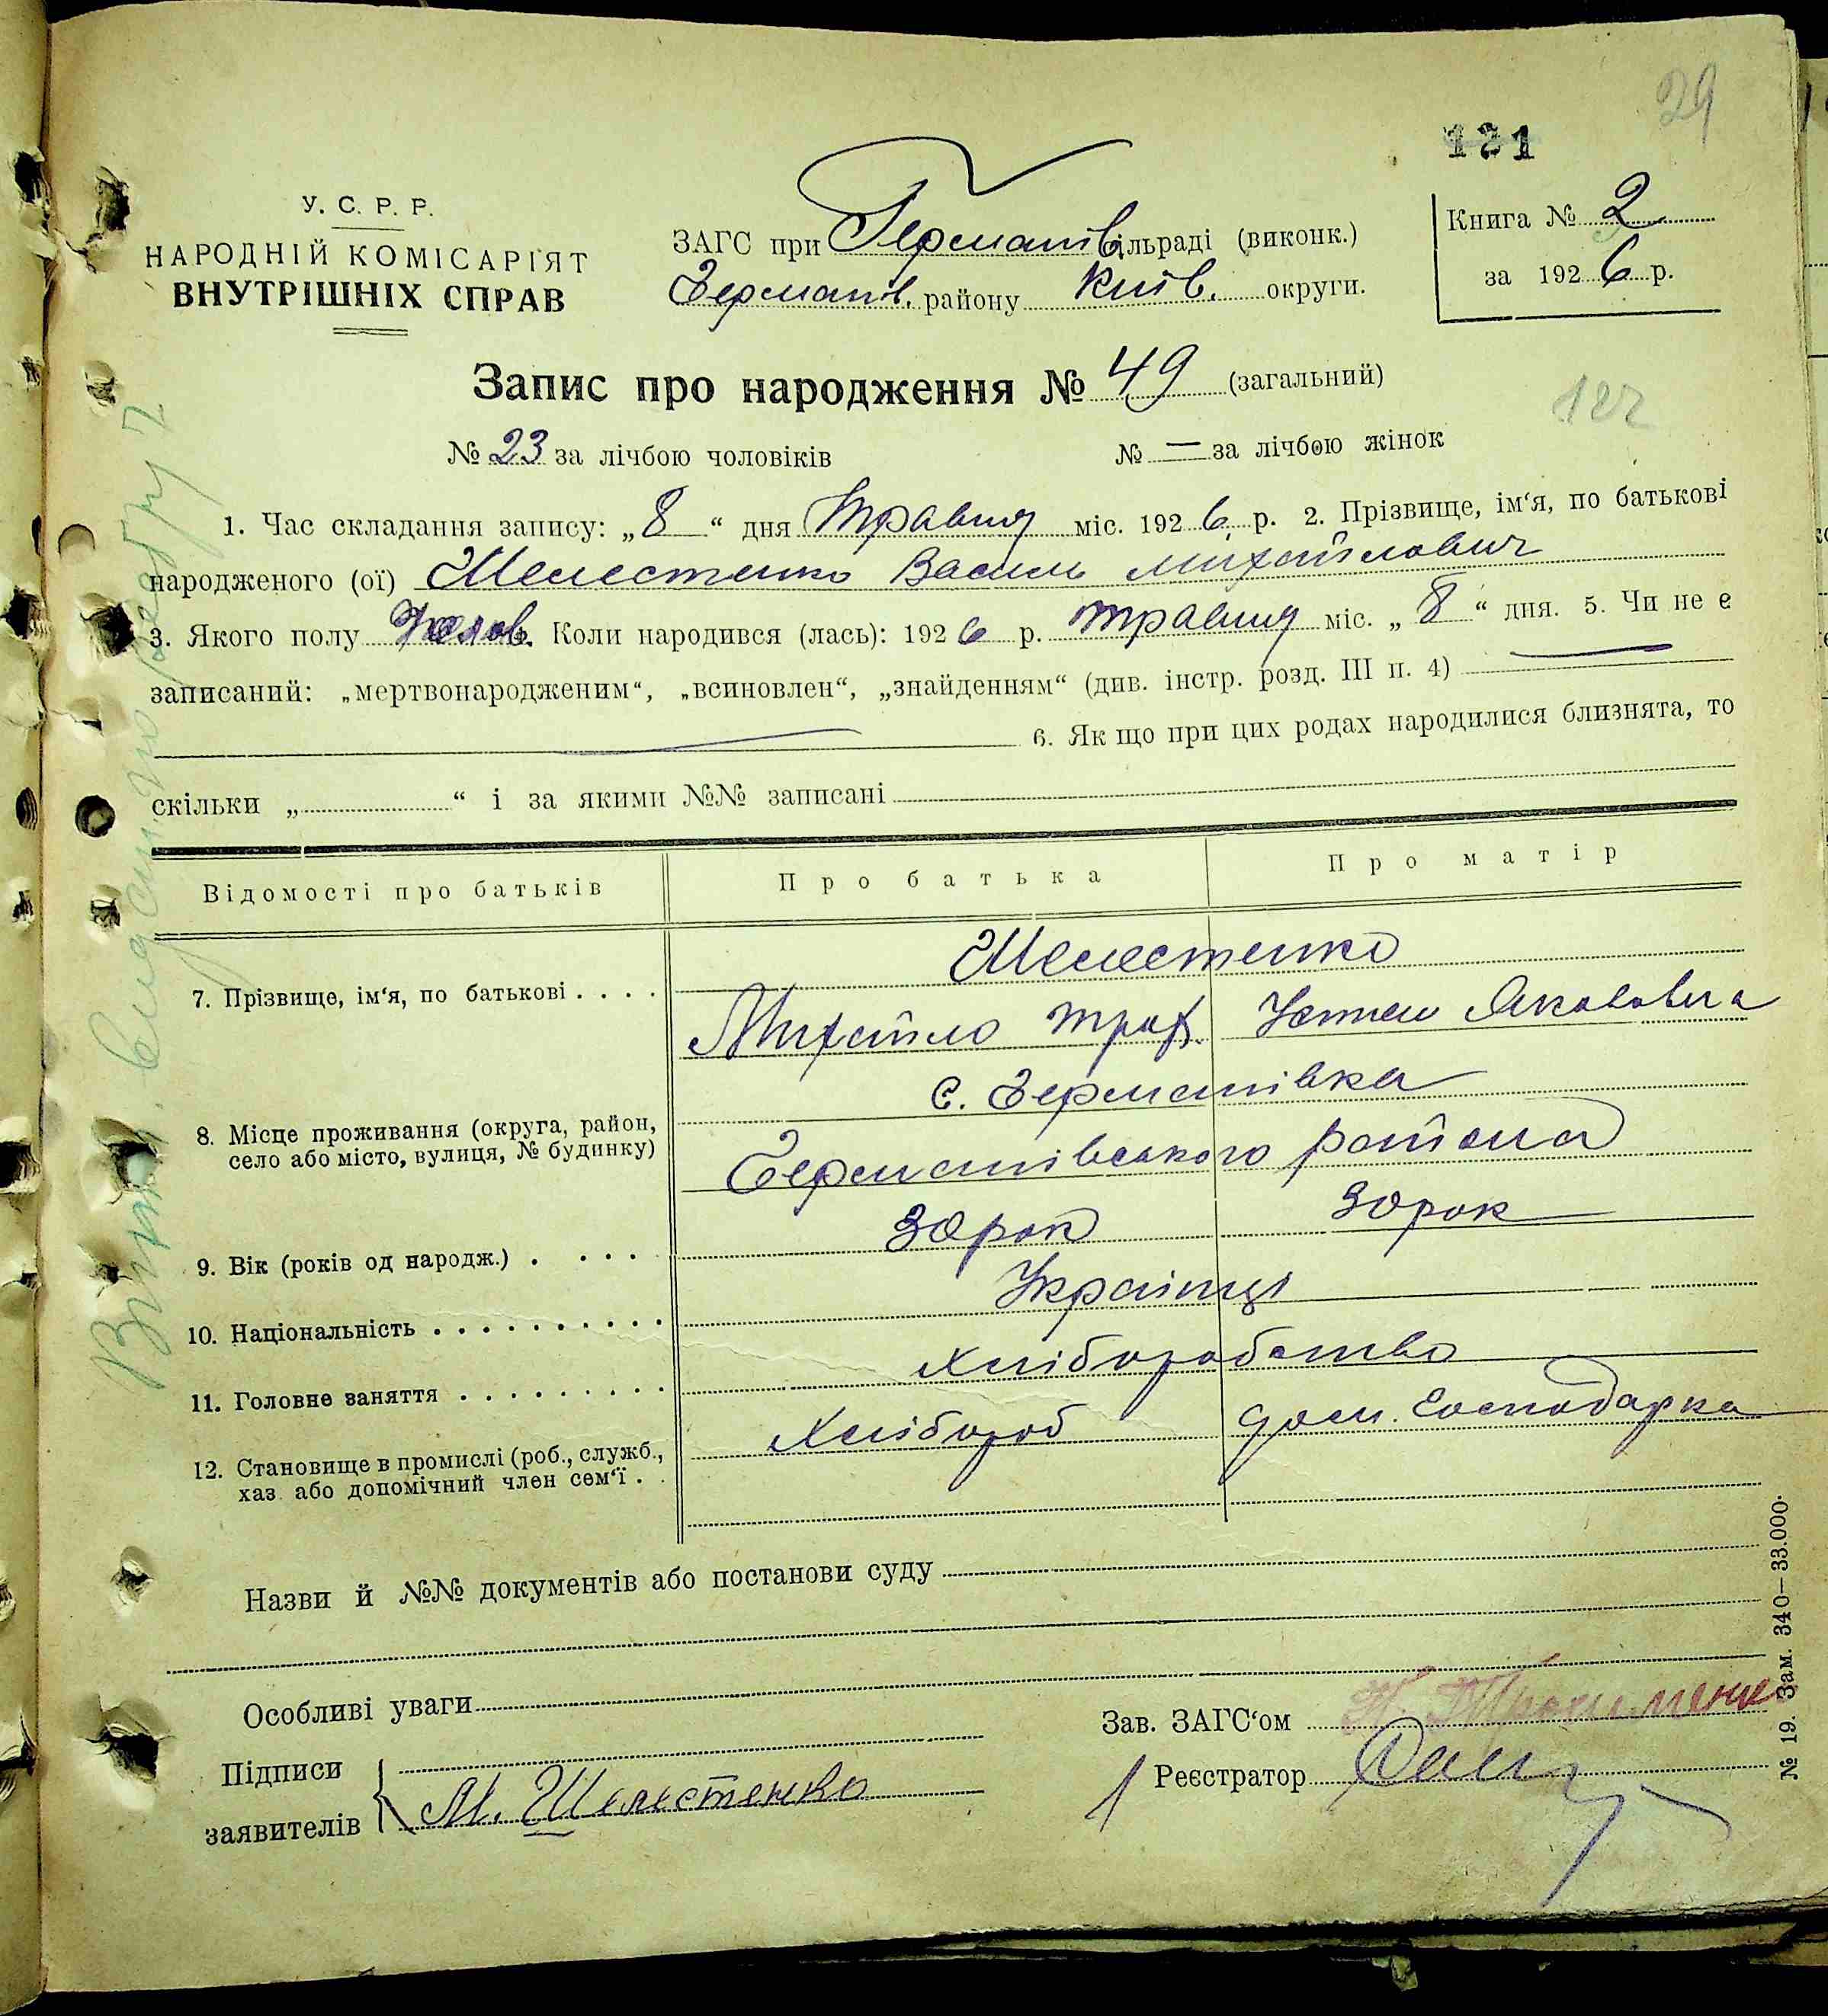 29
121
У. С. Р. Р.
НАРОДНІЙ КОМІСАРІЯТ
ВНУТРІШНІХ СПРАВ
ЗАГС при Германівільраді (виконк.)
Германів. району Київ. округи.
Книга № 2
за 1926 р.
Запис про народження № 49 (загальний)
122
№ 23 за лічбою чоловіків № — за лічбою жінок
1. Час складання запису: „8“ дня Травня міс. 1926 р. 2. Прізвище, ім‘я, по батькові
народженого (ої) Шелестенко Василь Михайлович
3. Якого полу Чолов. Коли народився (лась): 1926 р. травня міс. „8“ дня. 5. Чи не є
записаний: „мертвонародженим“, „всиновлен“, „знайденням“ (див. інстр. розд. III п. 4) —
— 6. Як що при цих родах народилися близнята, то
скільки „ “ і за якими №№ записані
Відомості про батьків Про батька Про матір
Шелестенко
7. Прізвище, ім‘я, по батькові . . . . Михайло Троф. Устя Якововна
с. Германівка
8. Місце проживання (округа, район,
село або місто, вулиця, № будинку) Германівського району
9. Вік (років од народж.) . . . . 30 рок 30 рок
10. Національність . . . . . . . . . . Українці
11. Головне заняття . . . . . . . . . Хліборобство
12. Становище в промислі (роб., служб., Хлібороб дом. господарка
хаз. або допомічний член сем‘ї . .
Назви й №№ документів або постанови суду
Особливі уваги
Зав. ЗАГС‘ом
Підписи
заявителів М. Шелестенко
Реєстратор
№ 19. Зам. 340—33.000.